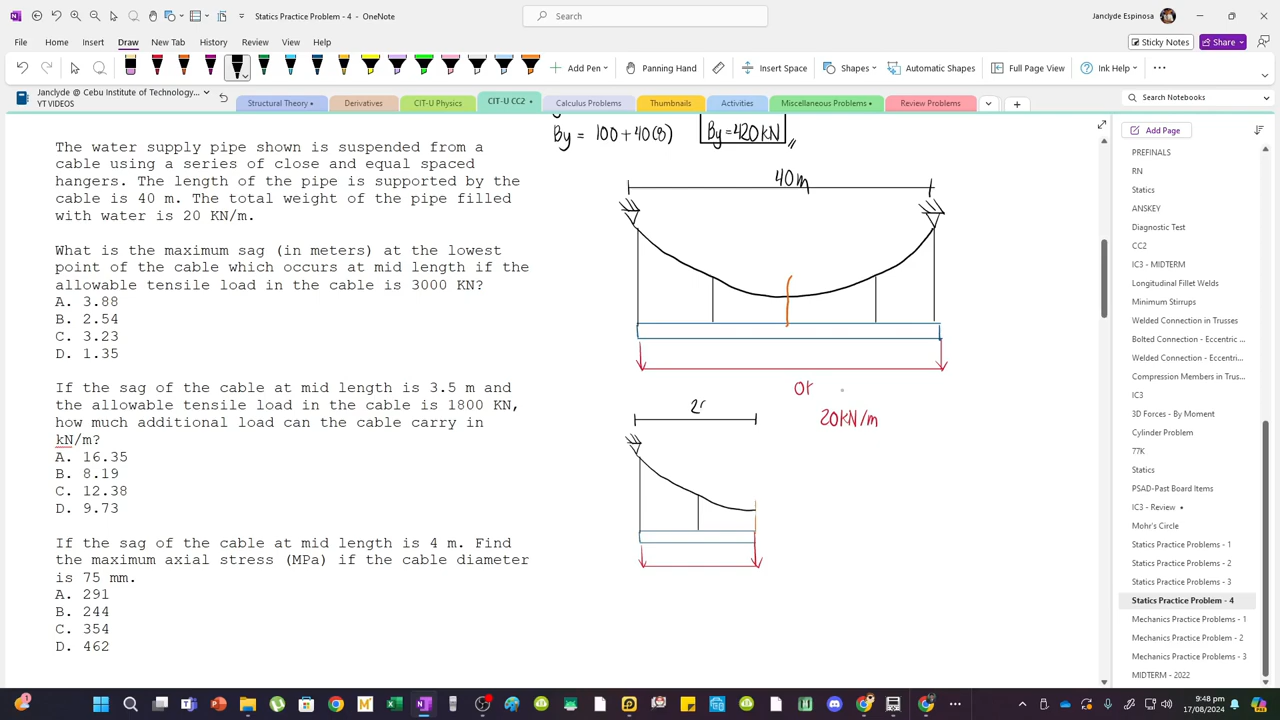 Statics Practice Problem - 4 - OneNote
Search
Janclyde Espinosa
File Home Insert Draw New Tab History Review View Help
Sticky Notes Share
Add Pen Panning Hand Insert Space Shapes Automatic Shapes Full Page View Ink Help
Janclyde @ Cebu Institute of Technology...
YT VIDEOS
Structural Theory Derivatives CIT-U Physics CIT-U CC2 Calculus Problems Thumbnails Activities Miscellaneous Problems Review Problems
Search Notebooks
By = 100+40(8) By=420KN
The water supply pipe shown is suspended from a
cable using a series of close and equal spaced
hangers. The length of the pipe is supported by the
cable is 40 m. The total weight of the pipe filled
with water is 20 KN/m.
What is the maximum sag (in meters) at the lowest
point of the cable which occurs at mid length if the
allowable tensile load in the cable is 3000 KN?
A. 3.88
B. 2.54
C. 3.23
D. 1.35
If the sag of the cable at mid length is 3.5 m and
the allowable tensile load in the cable is 1800 KN,
how much additional load can the cable carry in
kN/m?
A. 16.35
B. 8.19
C. 12.38
D. 9.73
If the sag of the cable at mid length is 4 m. Find
the maximum axial stress (MPa) if the cable diameter
is 75 mm.
A. 291
B. 244
C. 354
D. 462
40m
or
20KN/m
2
Add Page
PREFINALS
RN
Statics
ANSKEY
Diagnostic Test
CC2
IC3 - MIDTERM
Longitudinal Fillet Welds
Minimum Stirrups
Welded Connection in Trusses
Bolted Connection - Eccentric ...
Welded Connection - Eccentri...
Compression Members in Trus...
IC3
3D Forces - By Moment
Cylinder Problem
77K
Statics
PSAD-Past Board Items
IC3 - Review
Mohr's Circle
Statics Practice Problems - 1
Statics Practice Problems - 2
Statics Practice Problems - 3
Statics Practice Problem - 4
Mechanics Practice Problems - 1
Mechanics Practice Problem - 2
Mechanics Practice Problems - 3
MIDTERM - 2022
9:48 pm
17/08/2024